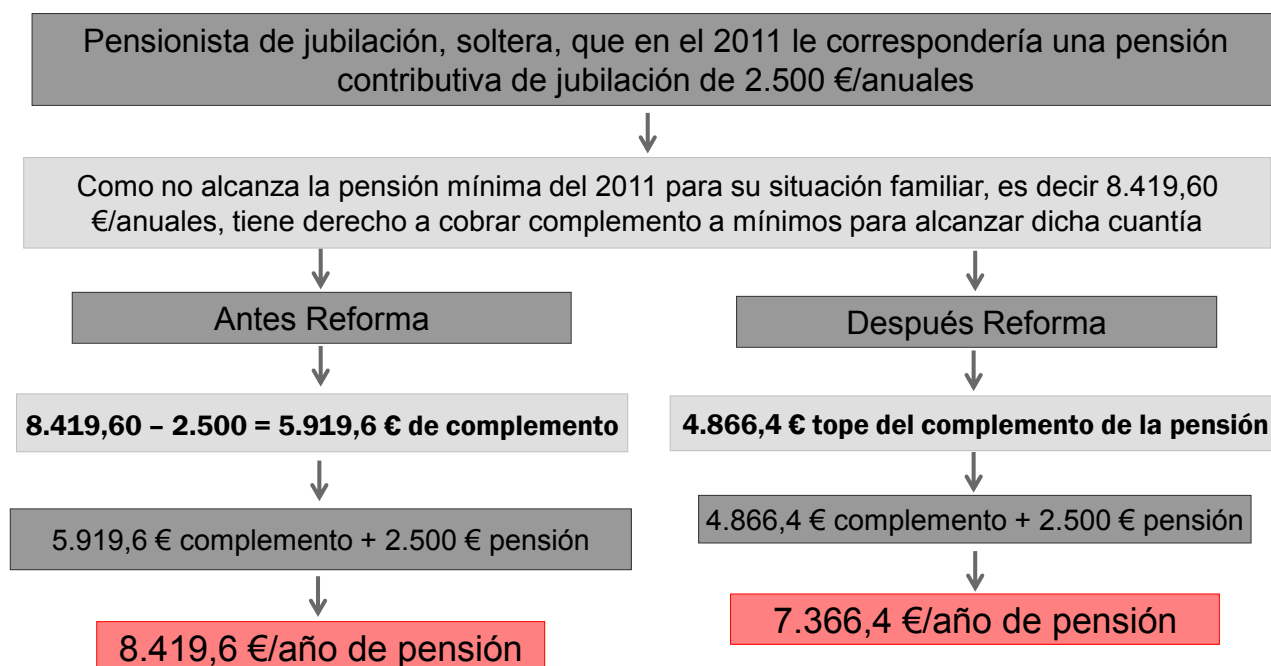 Pensionista de jubilación, soltera, que en el 2011 le correspondería una pensión
contributiva de jubilación de 2.500 €/anuales
Como no alcanza la pensión mínima del 2011 para su situación familiar, es decir 8.419,60
€/anuales, tiene derecho a cobrar complemento a mínimos para alcanzar dicha cuantía
Antes Reforma
8.419,60 – 2.500 = 5.919,6 € de complemento
5.919,6 € complemento + 2.500 € pensión
8.419,6 €/año de pensión
Después Reforma
4.866,4 € tope del complemento de la pensión
4.866,4 € complemento + 2.500 € pensión
7.366,4 €/año de pensión